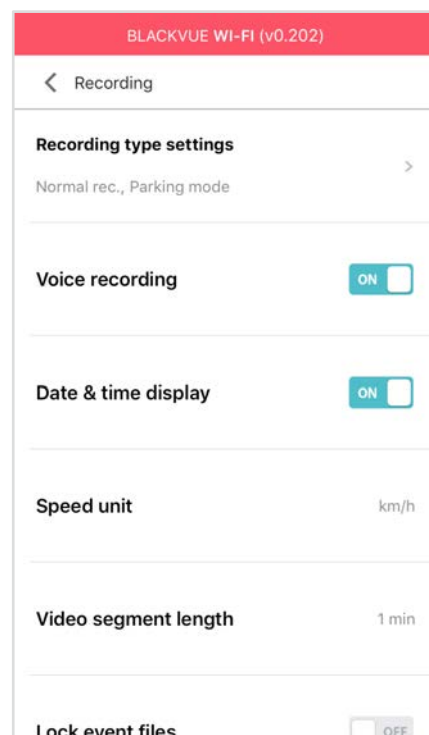 BLACKVUE WI-FI (v0.202)
Recording
Recording type settings
Normal rec., Parking mode
Voice recording ON
Date & time display ON
Speed unit km/h
Video segment length 1 min
Lock event files OFF